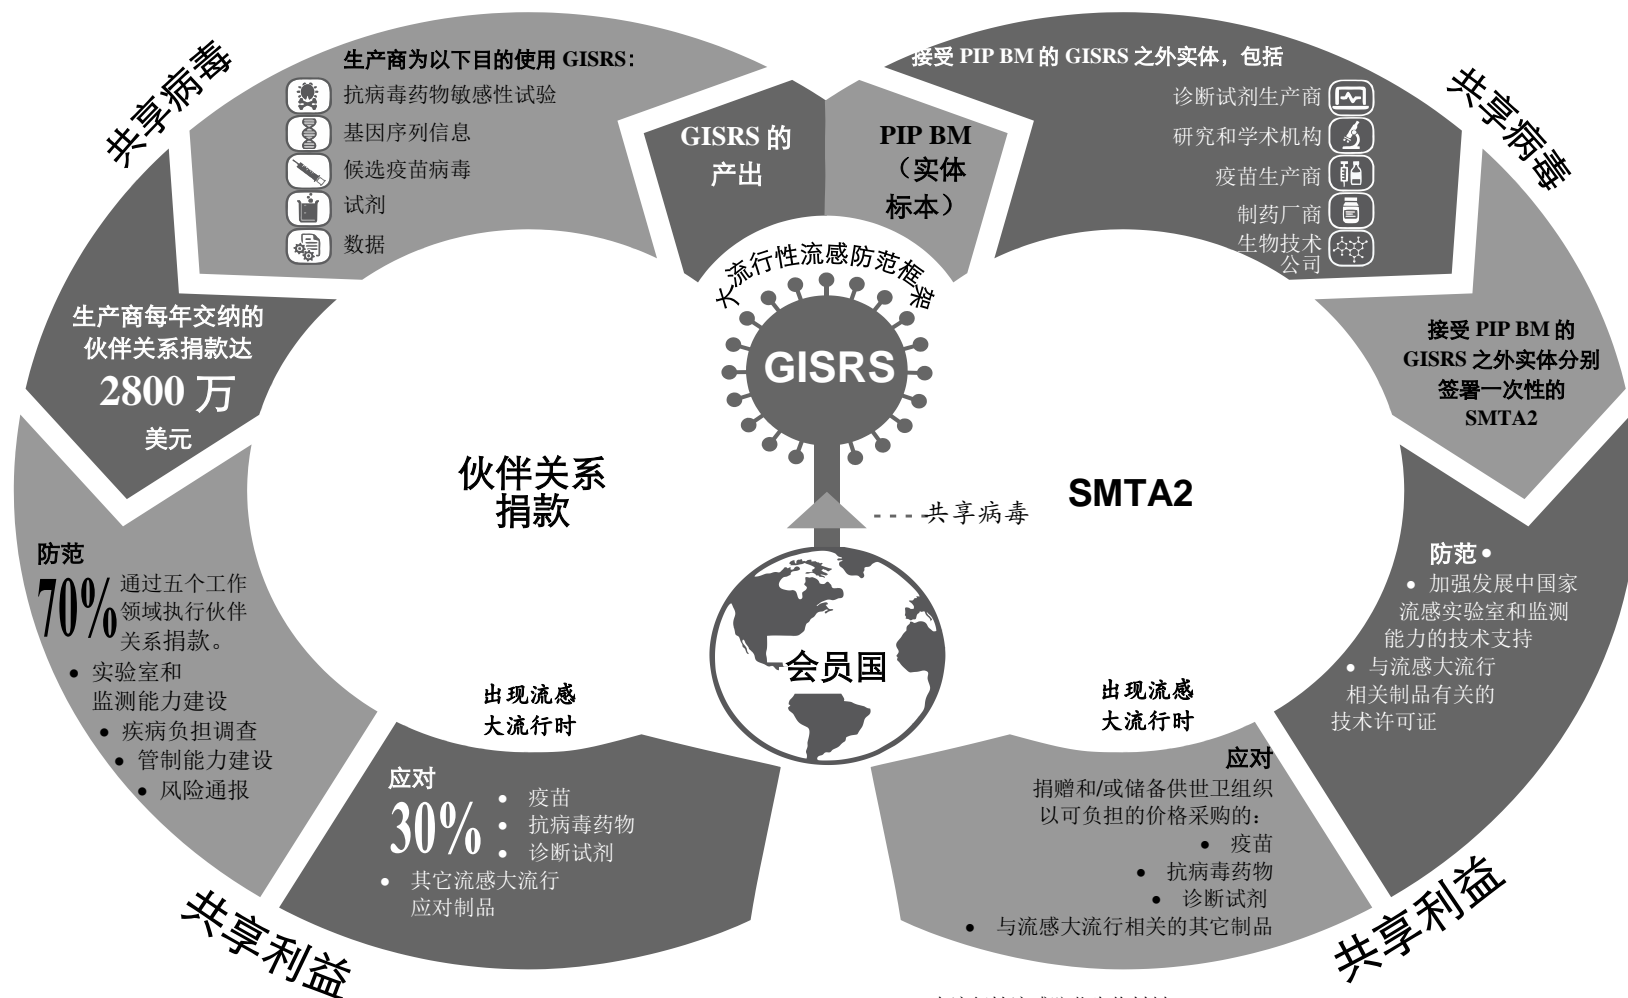 共享病毒
生产商为以下目的使用 GISRS：
抗病毒药物敏感性试验
基因序列信息
候选疫苗病毒
试剂
数据
GISRS 的
产出
PIP BM
（实体
标本）
接受 PIP BM 的 GISRS 之外实体，包括
诊断试剂生产商
研究和学术机构
疫苗生产商
制药厂商
生物技术
公司
共享病毒
大流行性流感防范框架
GISRS
生产商每年交纳的
伙伴关系捐款达
2800 万
美元
接受 PIP BM 的
GISRS 之外实体分别
签署一次性的
SMTA2
伙伴关系
捐款
SMTA2
共享病毒
会员国
防范
70%
通过五个工作
领域执行伙伴
关系捐款。
• 实验室和
监测能力建设
• 疾病负担调查
• 管制能力建设
• 风险通报
出现流感
大流行时
应对
30%
• 疫苗
• 抗病毒药物
• 诊断试剂
• 其它流感大流行
应对制品
共享利益
防范•
• 加强发展中国家
流感实验室和监测
能力的技术支持
• 与流感大流行
相关制品有关的
技术许可证
出现流感
大流行时
应对
捐赠和/或储备供世卫组织
以可负担的价格采购的：
• 疫苗
• 抗病毒药物
• 诊断试剂
• 与流感大流行相关的其它制品
共享利益